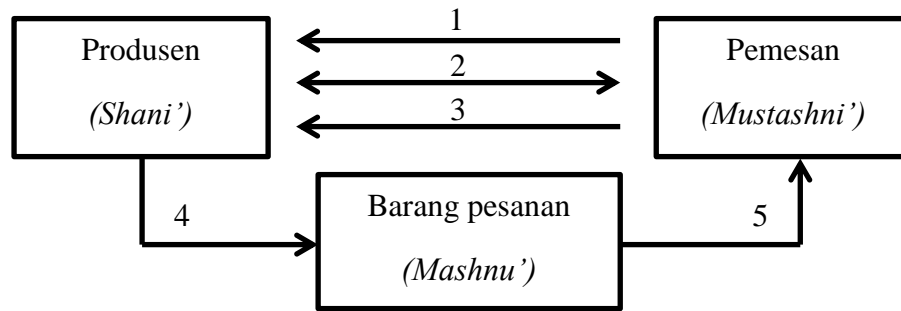 Produsen
(Shani’)
1
2
3
Pemesan
(Mustashni’)
4
Barang pesanan
(Mashnu’)
5